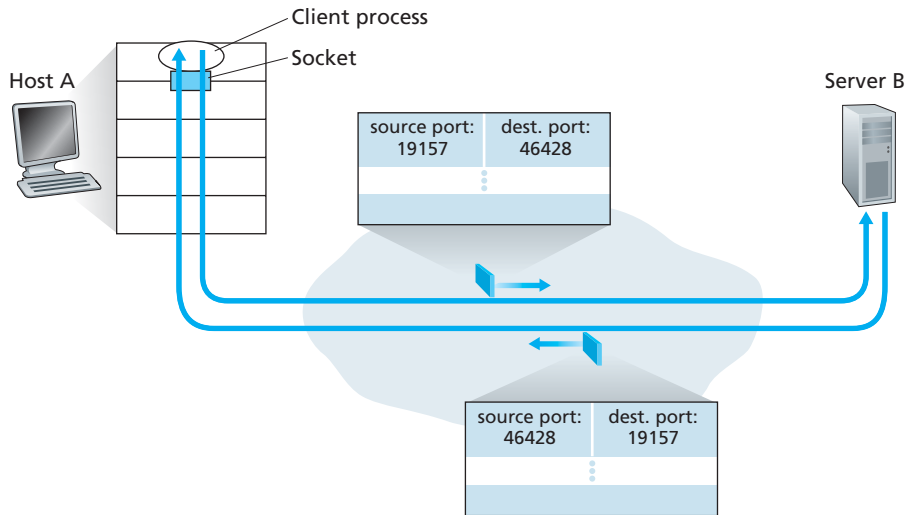 Client process
Socket
Host A
Server B
source port:
19157
dest. port:
46428
source port:
46428
dest. port:
19157